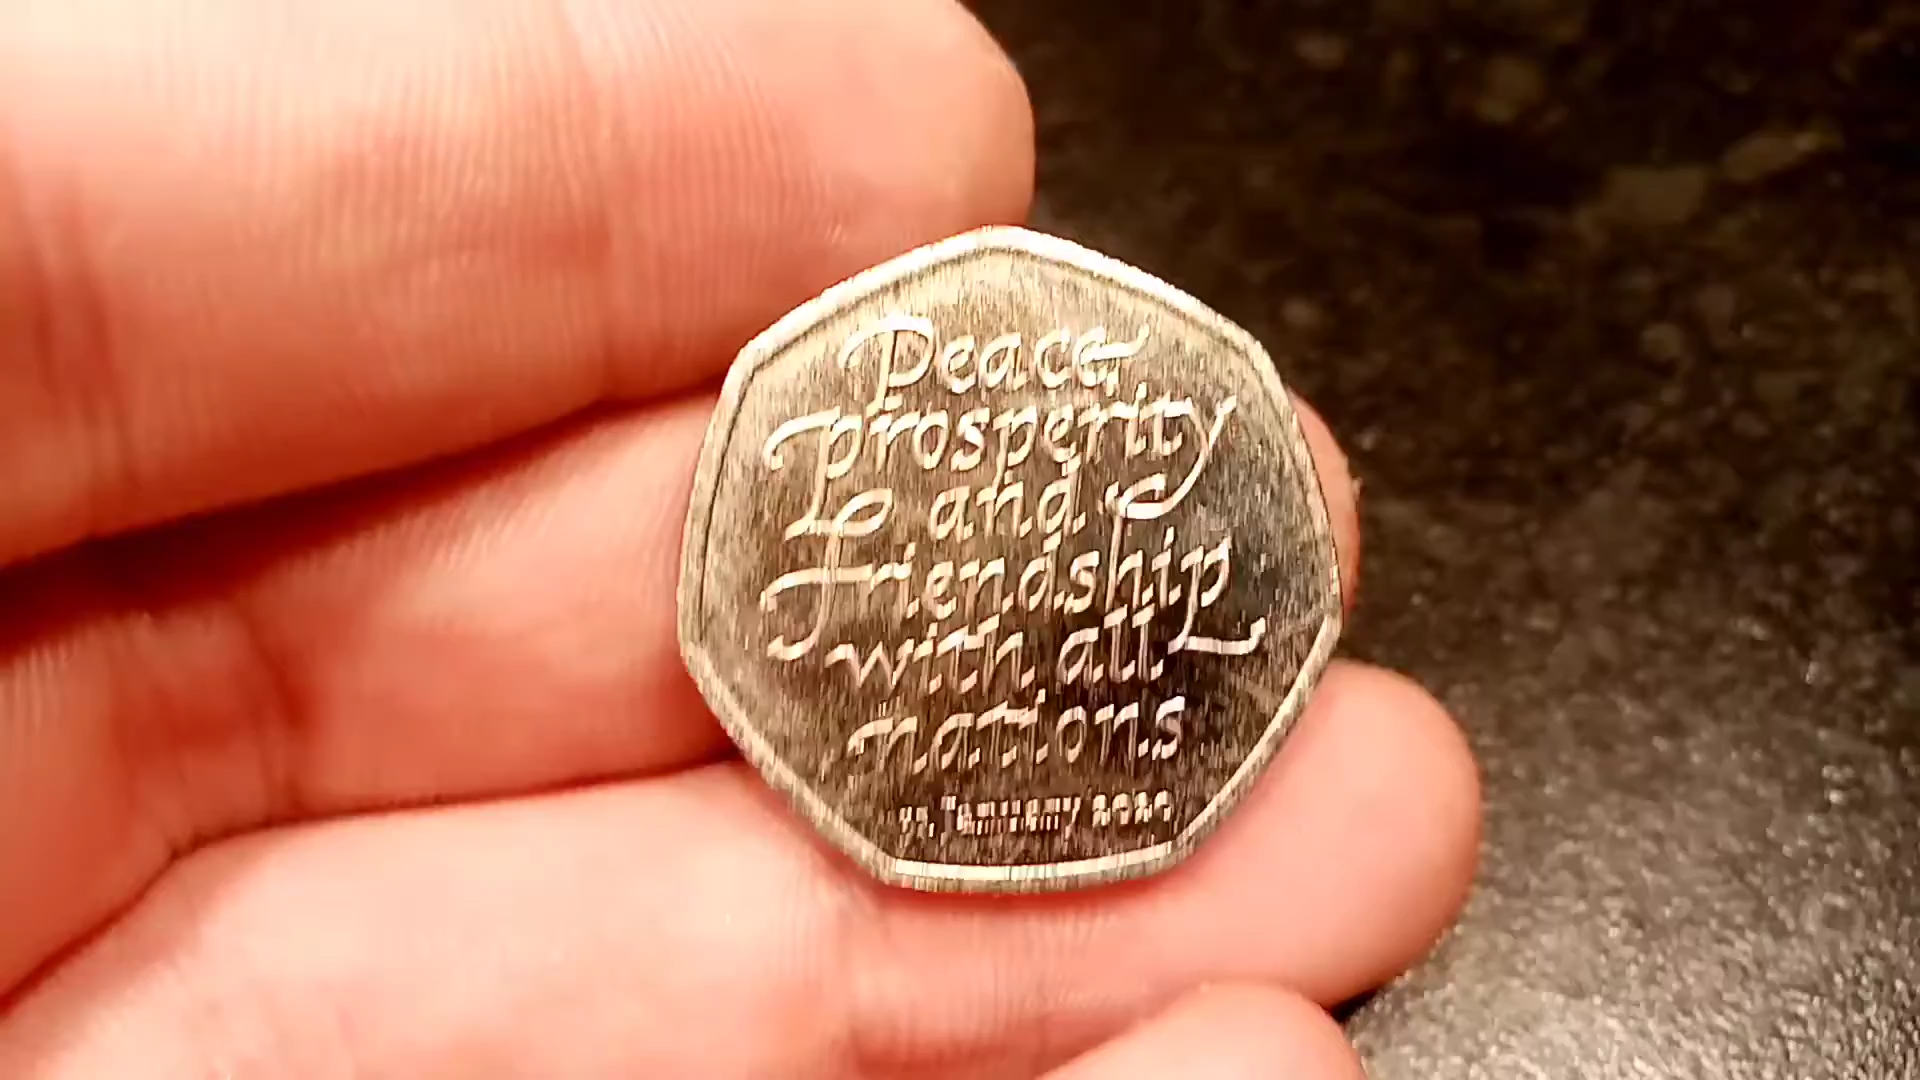 Peace
prosperity
and
friendship
with all
nations
January 2020